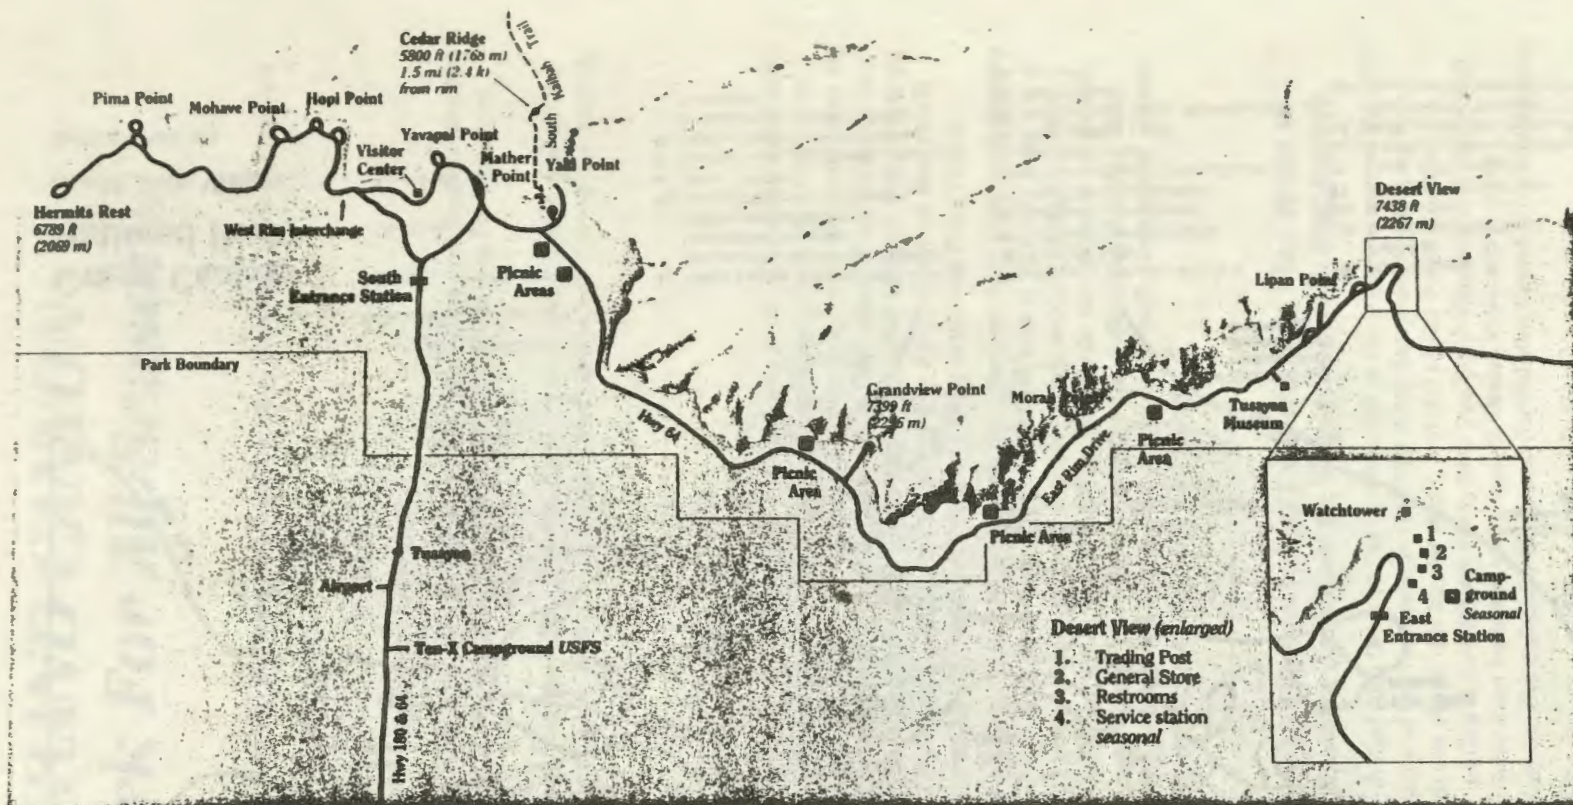 South Kaibab Trail
Cedar Ridge
5800 ft (1768 m)
1.5 mi (2.4 k)
from rim
Pima Point
Mohave Point
Hopi Point
Yavapai Point
Visitor
Center
Mather
Point
Yaki Point
Hermits Rest
6789 ft
(2069 m)
West Rim Interchange
South
Entrance Station
Picnic
Areas
Desert View
7438 ft
(2267 m)
Lipan Point
Park Boundary
Hwy 64
Grandview Point
7399 ft
Moran Point
Tusayan
Museum
Picnic
Area
Picnic
Area
East Rim Drive
Picnic Area
Tusayan
Airport
Ten-X Campground USFS
Hwy 180 & 64
Watchtower
1
2
3
4
Camp-
ground
Seasonal
East
Entrance Station
Desert View (enlarged)
1. Trading Post
2. General Store
3. Restrooms
4. Service station
seasonal